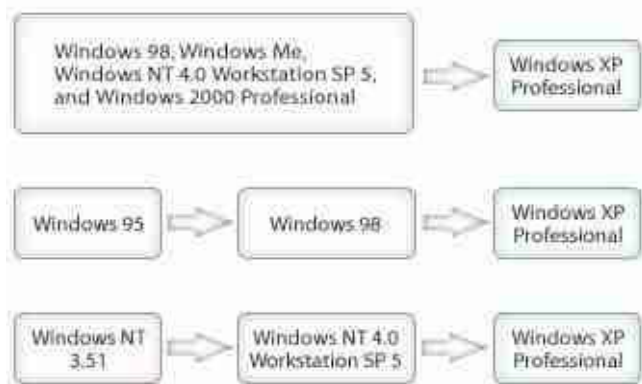 Windows 98, Windows Me,
Windows NT 4.0 Workstation SP 5,
and Windows 2000 Professional
Windows XP
Professional
Windows 95
Windows 98
Windows XP
Professional
Windows NT
3.51
Windows NT 4.0
Workstation SP 5
Windows XP
Professional